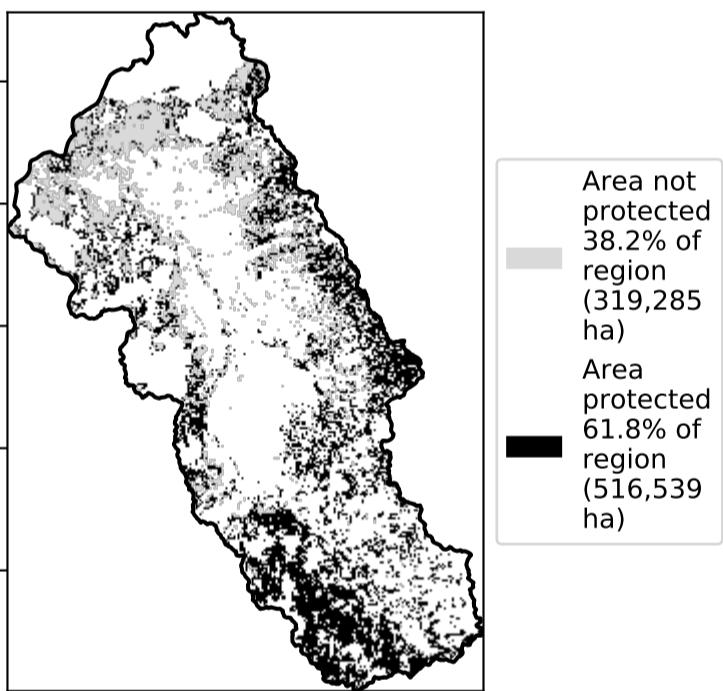 Area not
protected
38.2% of
region
(319,285
ha)
Area
protected
61.8% of
region
(516,539
ha)